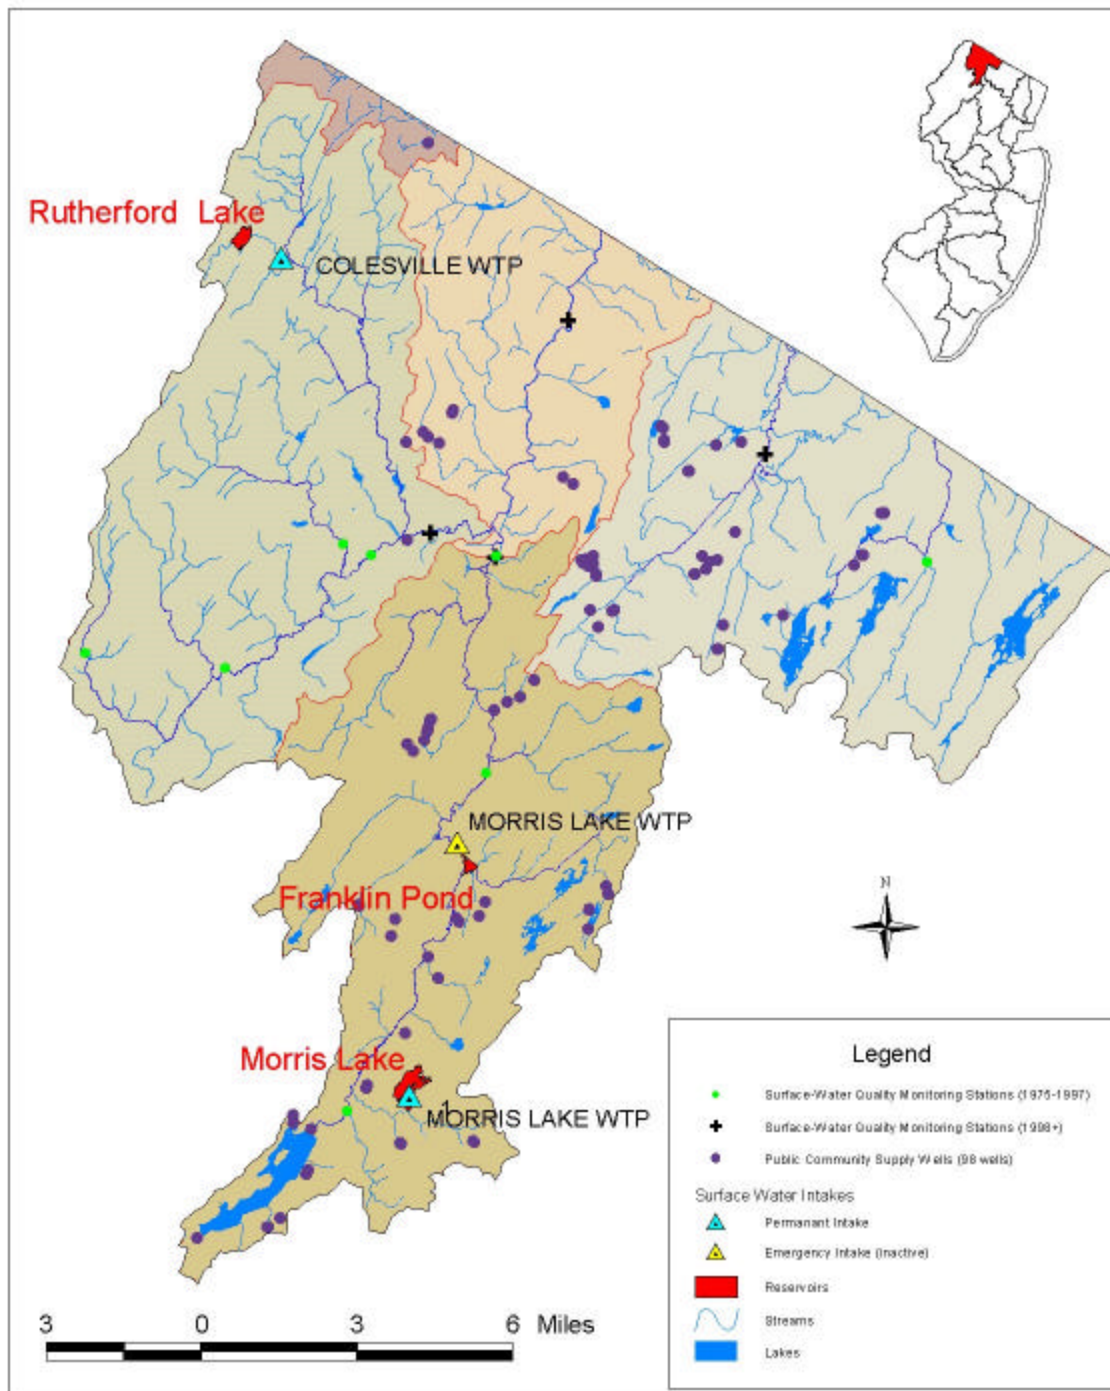 Rutherford Lake
COLESVILLE WTP
MORRIS LAKE WTP
Franklin Pond
N
Morris Lake
MORRIS LAKE WTP
Legend
Surface-Water Quality Monitoring Stations (1975-1997)
Surface-Water Quality Monitoring Stations (1998+)
Public Community Supply Wells (98 wells)
Surface Water Intakes
Permanant Intake
Emergency Intake (Inactive)
Reservoirs
Streams
Lakes
3 0 3 6 Miles